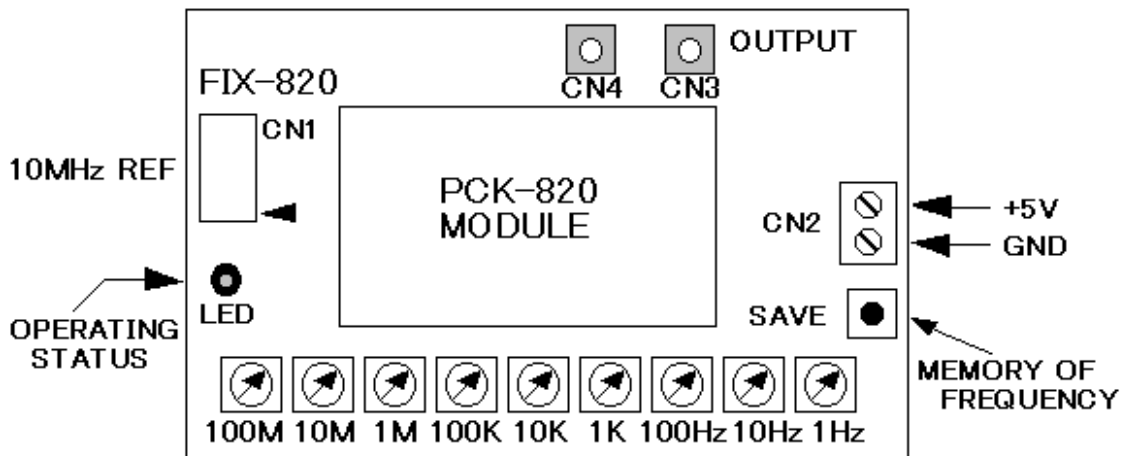 OUTPUT
CN4 CN3
FIX-820
CN1
10MHz REF
PCK-820
MODULE
CN2
+5V
GND
LED
OPERATING
STATUS
SAVE
MEMORY OF
FREQUENCY
100M 10M 1M 100K 10K 1K 100Hz 10Hz 1Hz